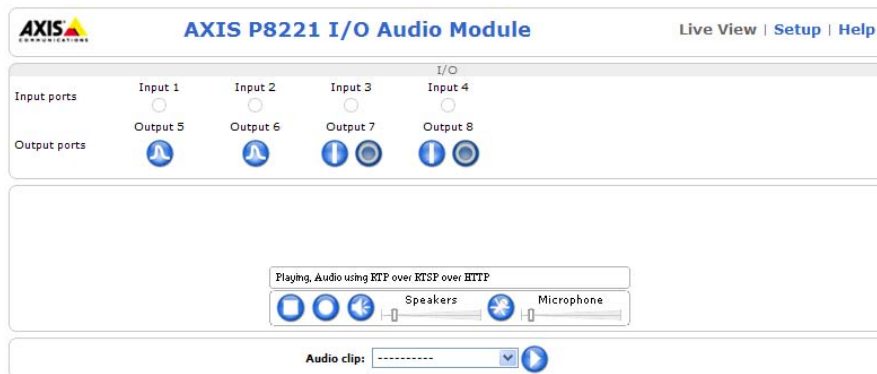 AXIS
COMMUNICATIONS
AXIS P8221 I/O Audio Module
Live View | Setup | Help
I/O
Input ports
Input 1
Input 2
Input 3
Input 4
Output ports
Output 5
Output 6
Output 7
Output 8
Playing, Audio using RTP over RTSP over HTTP
Speakers
Microphone
Audio clip: ----------